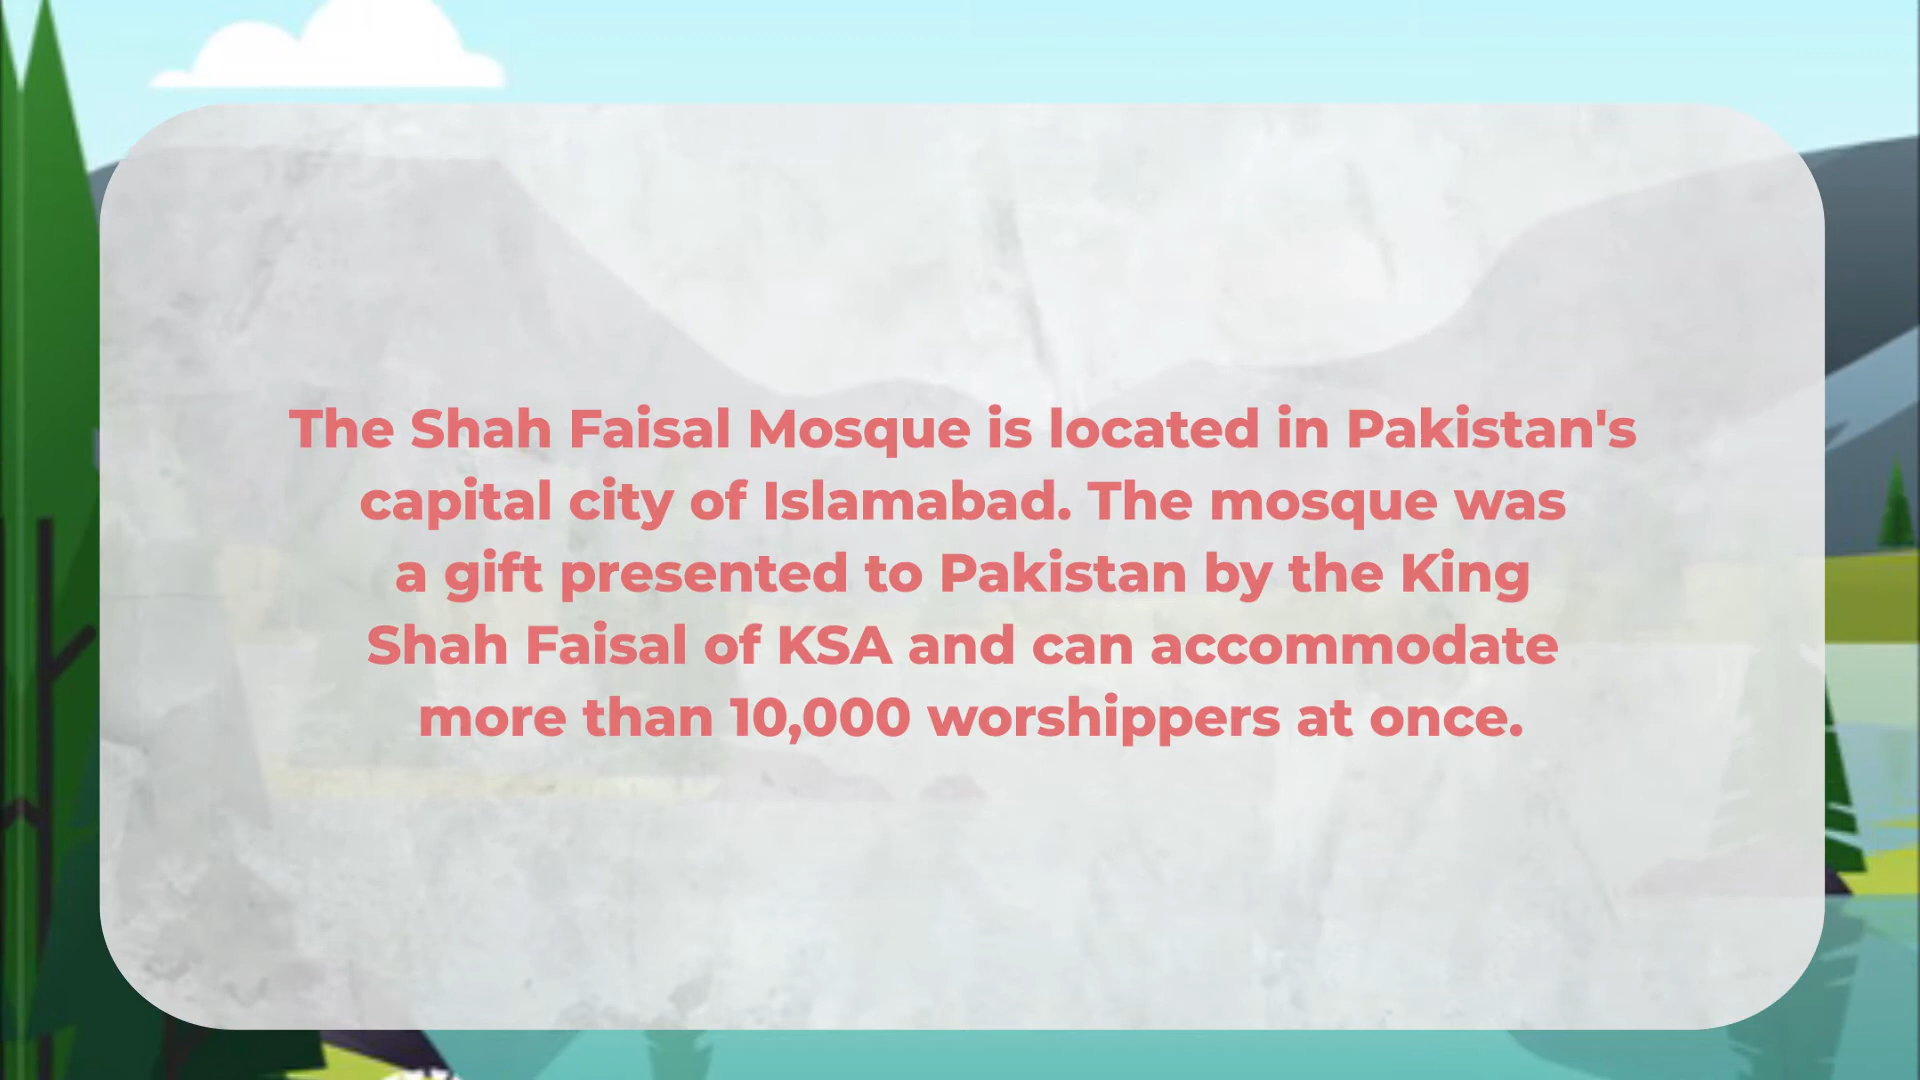 The Shah Faisal Mosque is located in Pakistan's
capital city of Islamabad. The mosque was
a gift presented to Pakistan by the King
Shah Faisal of KSA and can accommodate
more than 10,000 worshippers at once.